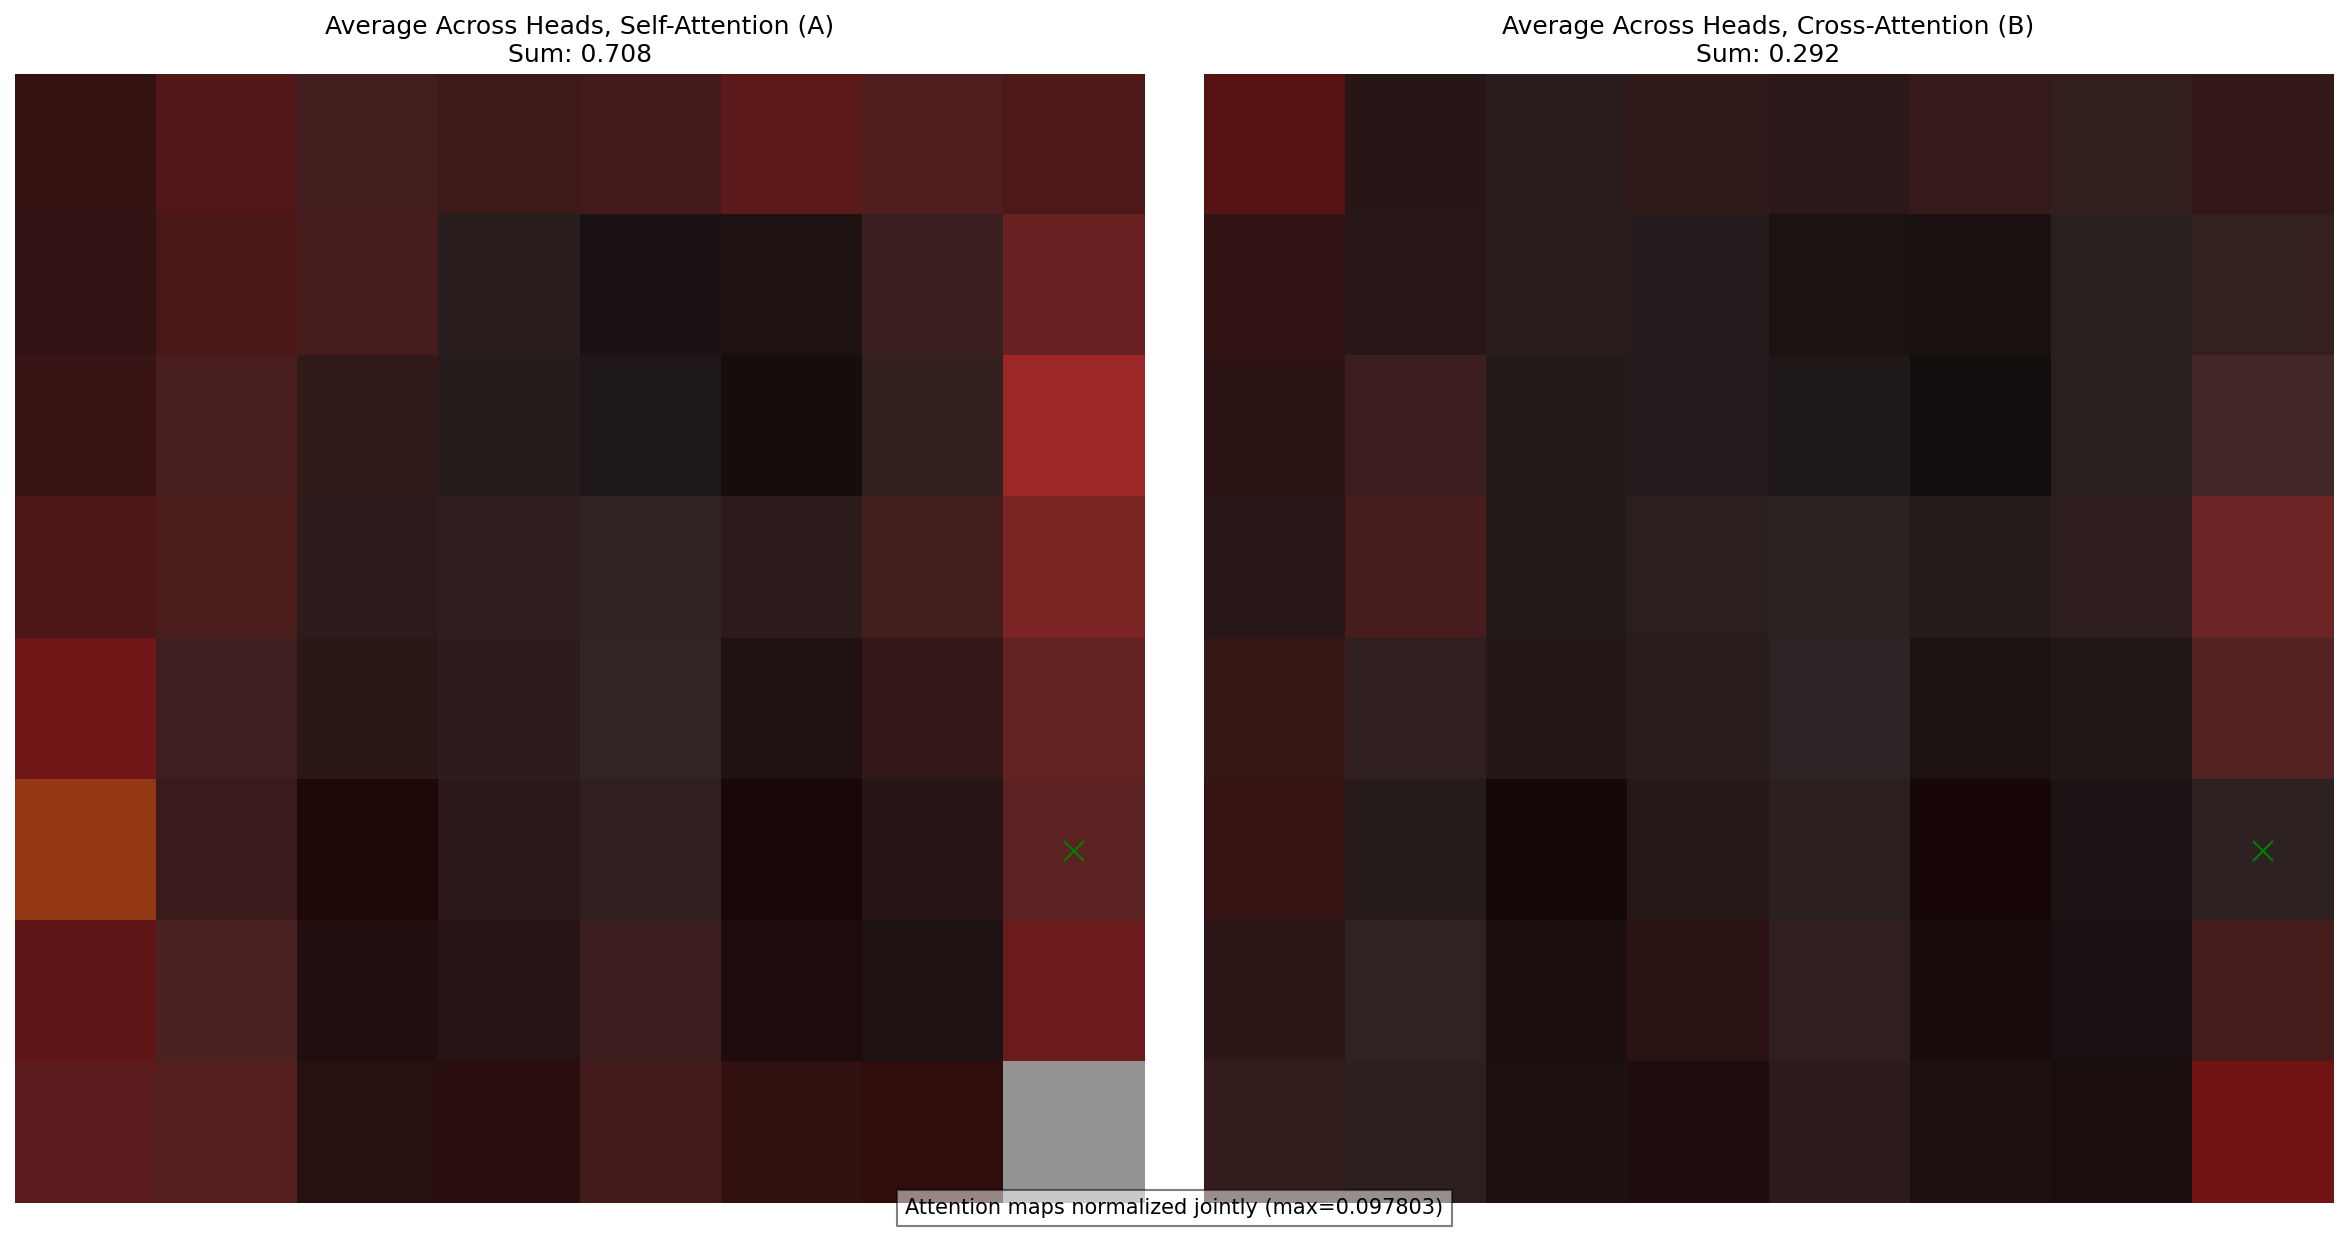 Average Across Heads, Self-Attention (A)
Sum: 0.708
Average Across Heads, Cross-Attention (B)
Sum: 0.292
Attention maps normalized jointly (max=0.097803)